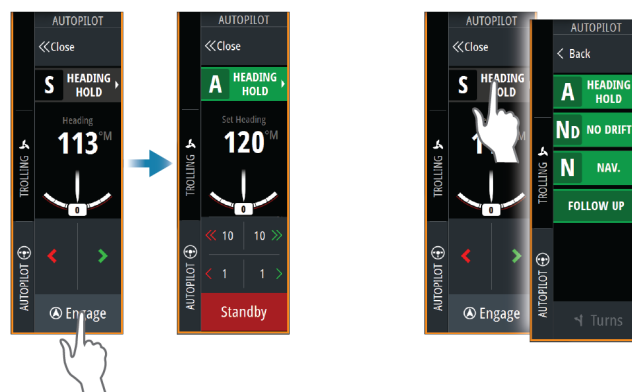 AUTOPILOT
Close
S HEADING
HOLD
Heading
113°M
0
TROLLING
AUTOPILOT
Engage
AUTOPILOT
Close
A HEADING
HOLD
Set Heading
120°M
0
10 10
1 1
TROLLING
AUTOPILOT
Standby
AUTOPILOT
Close
S HEADING
HOLD
0
TROLLING
AUTOPILOT
Engage
AUTOPILOT
Back
A HEADING
HOLD
ND NO DRIFT
N NAV.
FOLLOW UP
TROLLING
AUTOPILOT
Turns